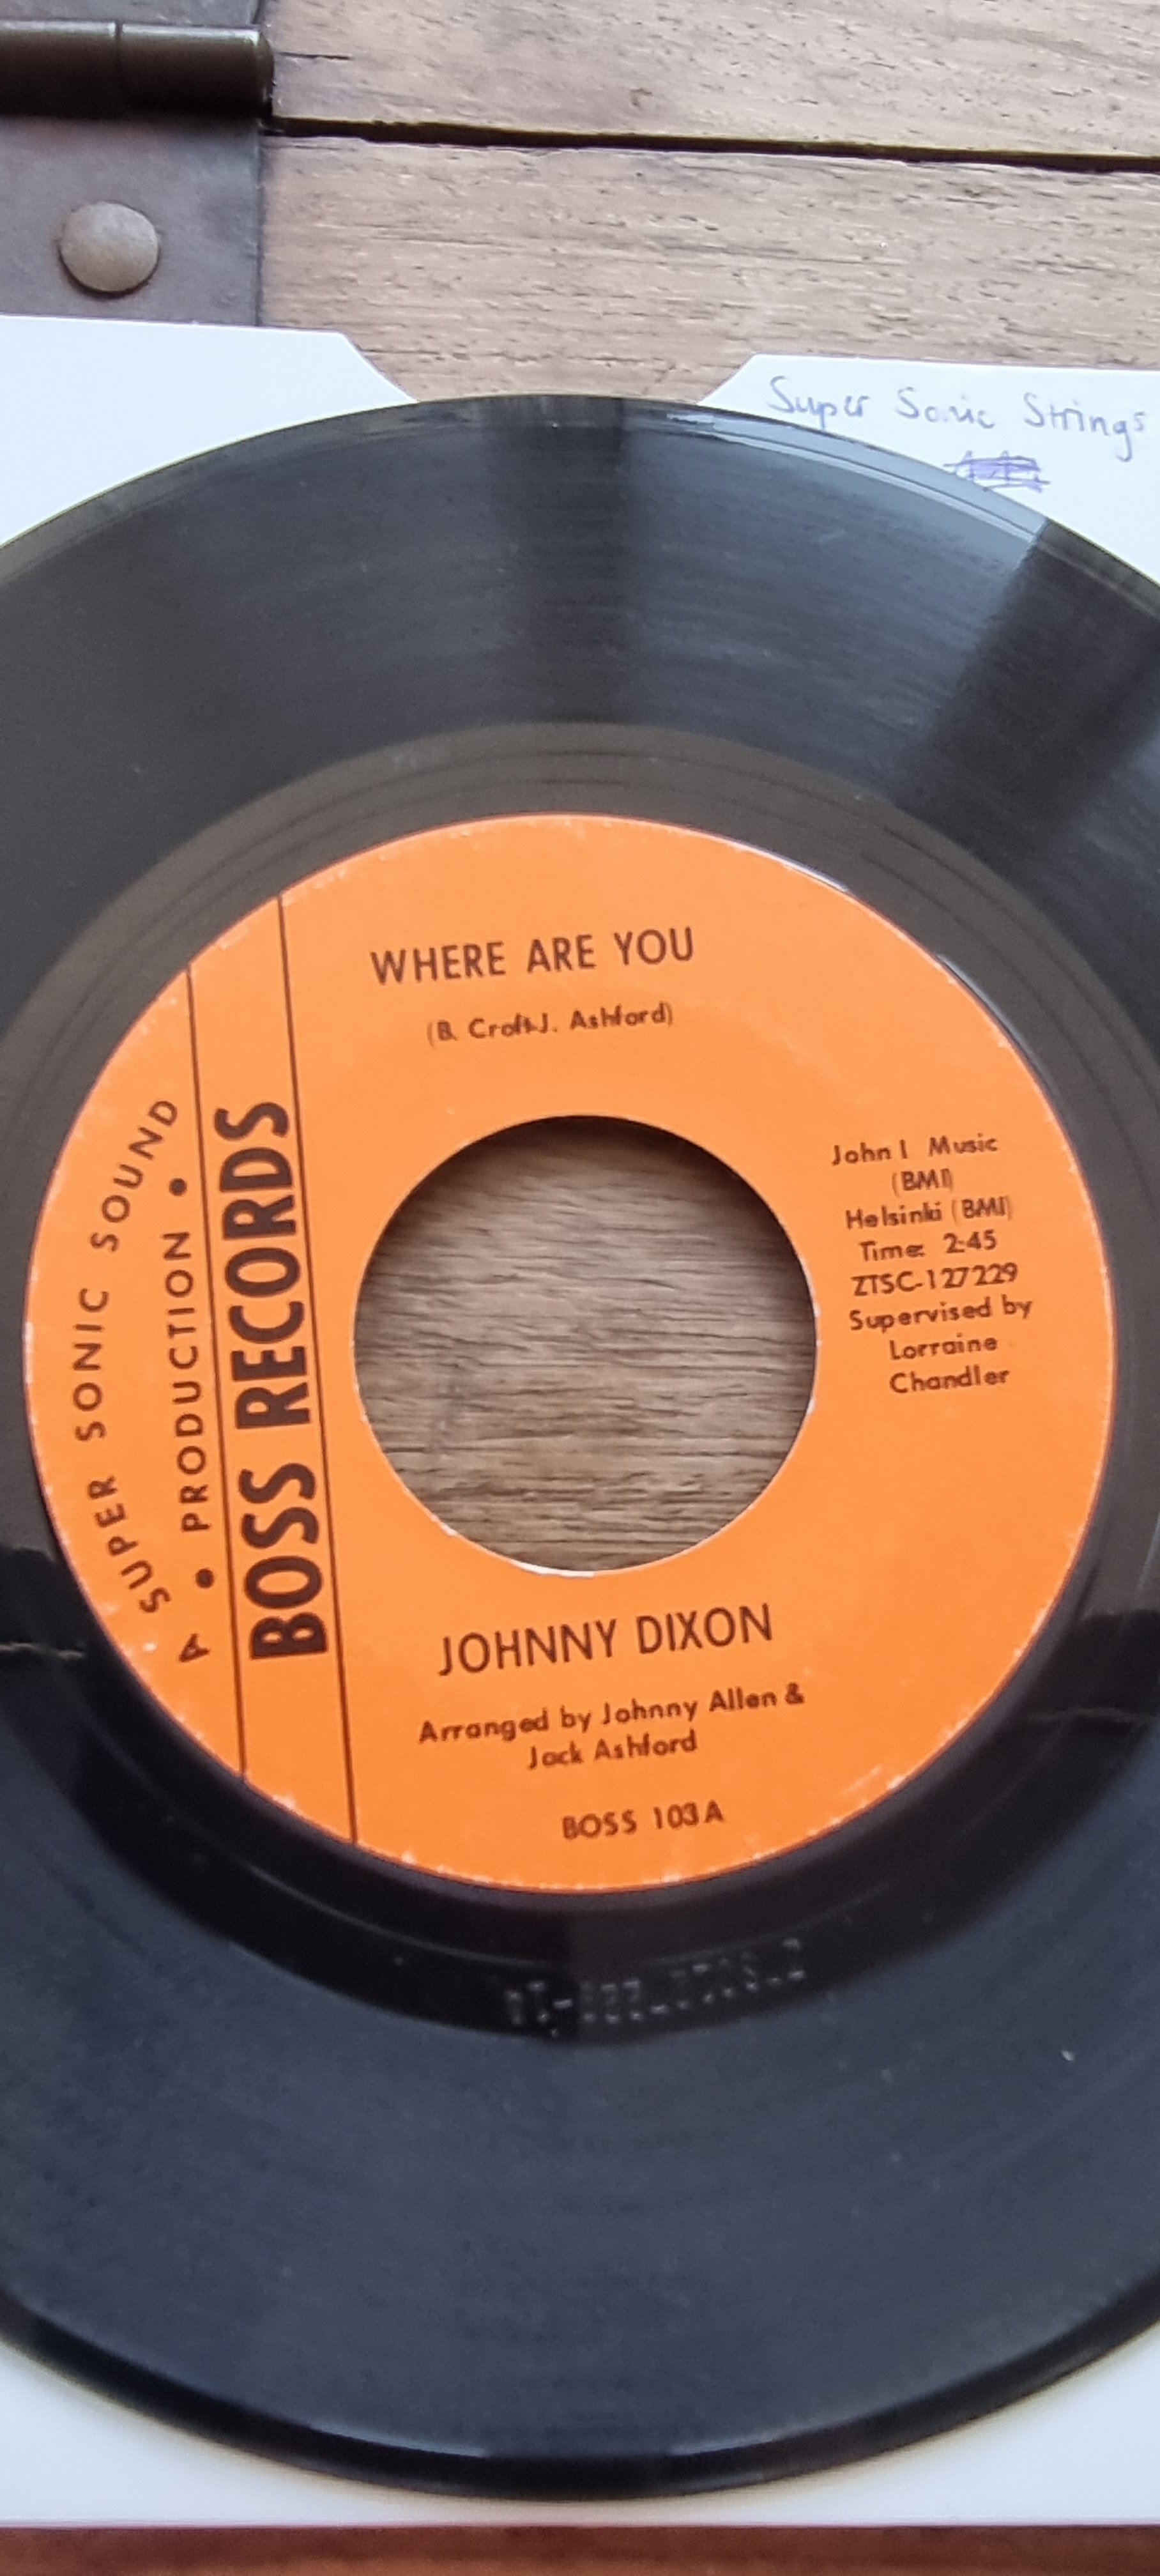 Super Sonic Strings
WHERE ARE YOU
(B. Croft-J. Ashford)
A SUPER SONIC SOUND
• PRODUCTION •
BOSS RECORDS
John I Music
(BMI)
Helsinki (BMI)
Time: 2:45
ZTSC-127229
Supervised by
Lorraine
Chandler
JOHNNY DIXON
Arranged by Johnny Allen &
Jack Ashford
BOSS 103A